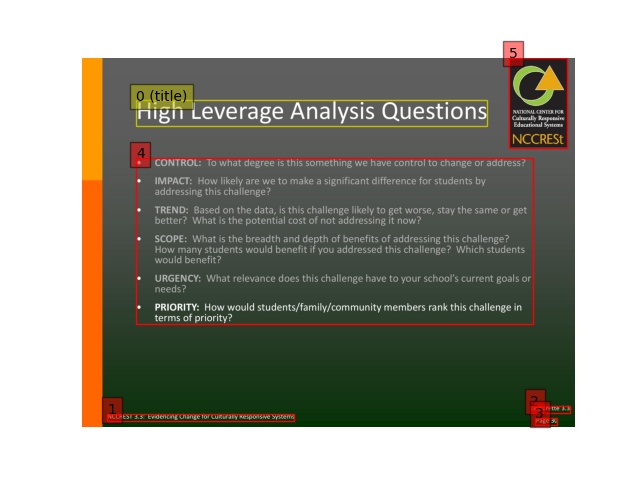 5
0 (title)
High Leverage Analysis Questions
NATIONAL CENTER FOR
Culturally Responsive
Educational Systems
NCCREST
4
• CONTROL: To what degree is this something we have control to change or address?
• IMPACT: How likely are we to make a significant difference for students by
addressing this challenge?
• TREND: Based on the data, is this challenge likely to get worse, stay the same or get
better? What is the potential cost of not addressing it now?
• SCOPE: What is the breadth and depth of benefits of addressing this challenge?
How many students would benefit if you addressed this challenge? Which students
would benefit?
• URGENCY: What relevance does this challenge have to your school's current goals or
needs?
• PRIORITY: How would students/family/community members rank this challenge in
terms of priority?
1
NCCREST 3.3: Evidencing Change for Culturally Responsive Systems
2
3.3
3
Page